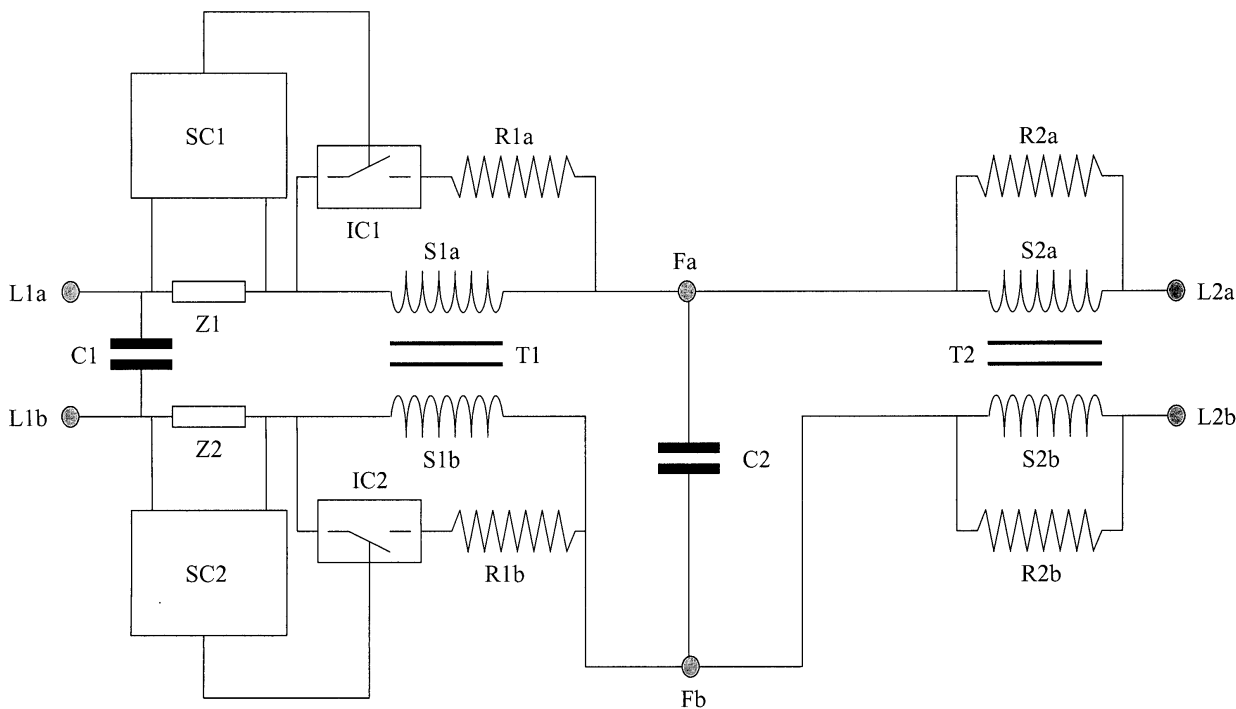 SC1
R1a
R2a
IC1
S1a
Fa
S2a
L1a
L2a
Z1
C1
T1
T2
L1b
L2b
Z2
S1b
C2
S2b
IC2
SC2
R1b
R2b
Fb